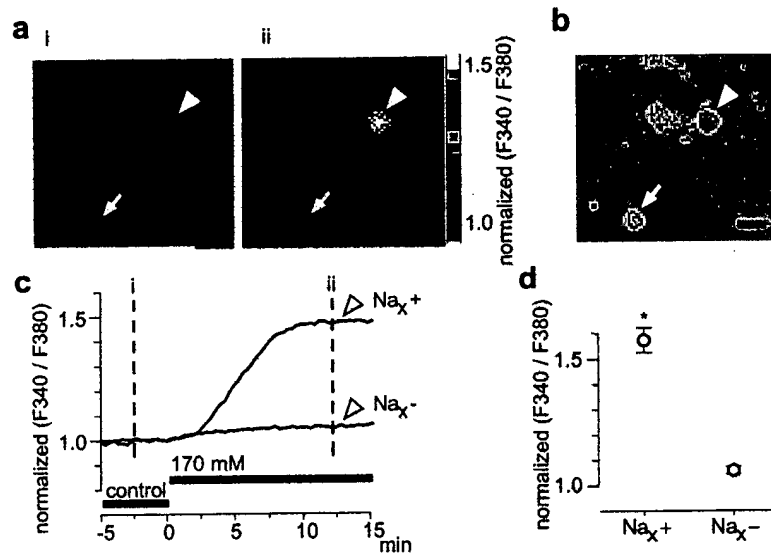 a
i
ii
1.5
1.0
normalized (F340 / F380)
b
c
i
ii
Nax+
Nax-
normalized (F340 / F380)
1.5
1.0
170 mM
control
-5
0
5
10
15
min
d
normalized (F340 / F380)
1.5
1.0
*
Nax+
Nax-